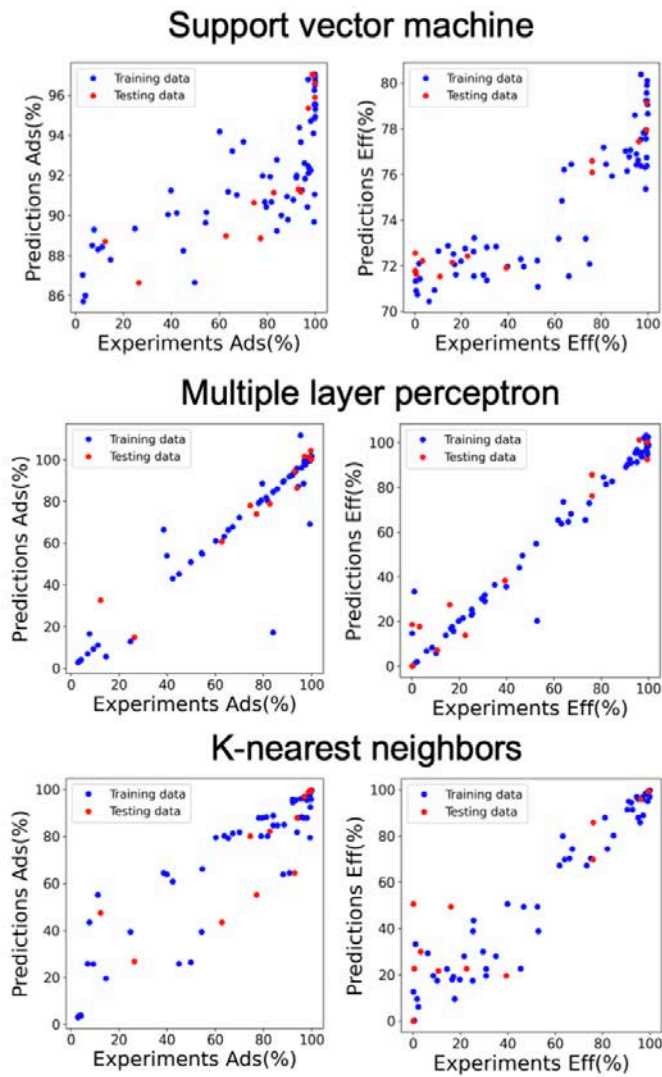 Support vector machine
Training data
Testing data
Predictions Ads(%)
96
94
92
90
88
86
0 20 40 60 80 100
Experiments Ads(%)
Training data
Testing data
Predictions Eff(%)
80
78
76
74
72
70
0 20 40 60 80 100
Experiments Eff(%)
Multiple layer perceptron
Training data
Testing data
Predictions Ads(%)
100
80
60
40
20
0
0 20 40 60 80 100
Experiments Ads(%)
Training data
Testing data
Predictions Eff(%)
100
80
60
40
20
0
0 20 40 60 80 100
Experiments Eff(%)
K-nearest neighbors
Training data
Testing data
Predictions Ads(%)
100
80
60
40
20
0
0 20 40 60 80 100
Experiments Ads(%)
Training data
Testing data
Predictions Eff(%)
100
80
60
40
20
0
0 20 40 60 80 100
Experiments Eff(%)